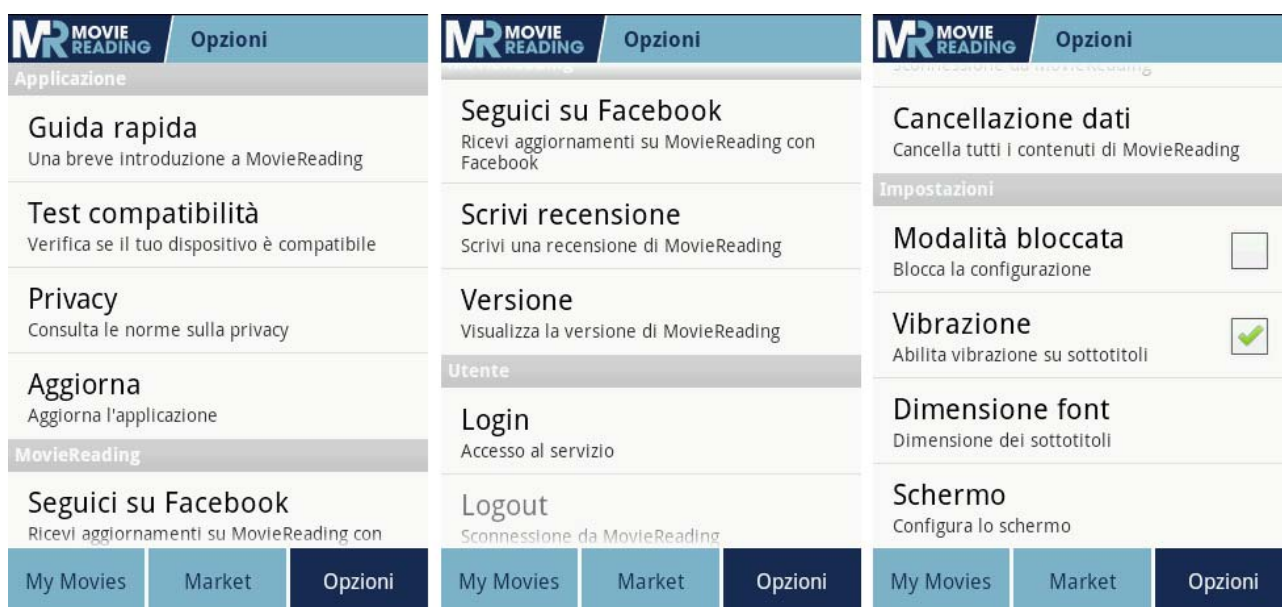 MOVIE
READING
Opzioni
Applicazione
Guida rapida
Una breve introduzione a MovieReading
Test compatibilità
Verifica se il tuo dispositivo è compatibile
Privacy
Consulta le norme sulla privacy
Aggiorna
Aggiorna l'applicazione
MovieReading
Seguici su Facebook
Ricevi aggiornamenti su MovieReading con
My Movies Market Opzioni
MOVIE
READING
Opzioni
MovieReading
Seguici su Facebook
Ricevi aggiornamenti su MovieReading con
Facebook
Scrivi recensione
Scrivi una recensione di MovieReading
Versione
Visualizza la versione di MovieReading
Utente
Login
Accesso al servizio
Logout
Sconnessione da MovieReading
My Movies Market Opzioni
MOVIE
READING
Opzioni
Sconnessione da MovieReading
Cancellazione dati
Cancella tutti i contenuti di MovieReading
Impostazioni
Modalità bloccata
Blocca la configurazione
Vibrazione
Abilita vibrazione su sottotitoli
Dimensione font
Dimensione dei sottotitoli
Schermo
Configura lo schermo
My Movies Market Opzioni